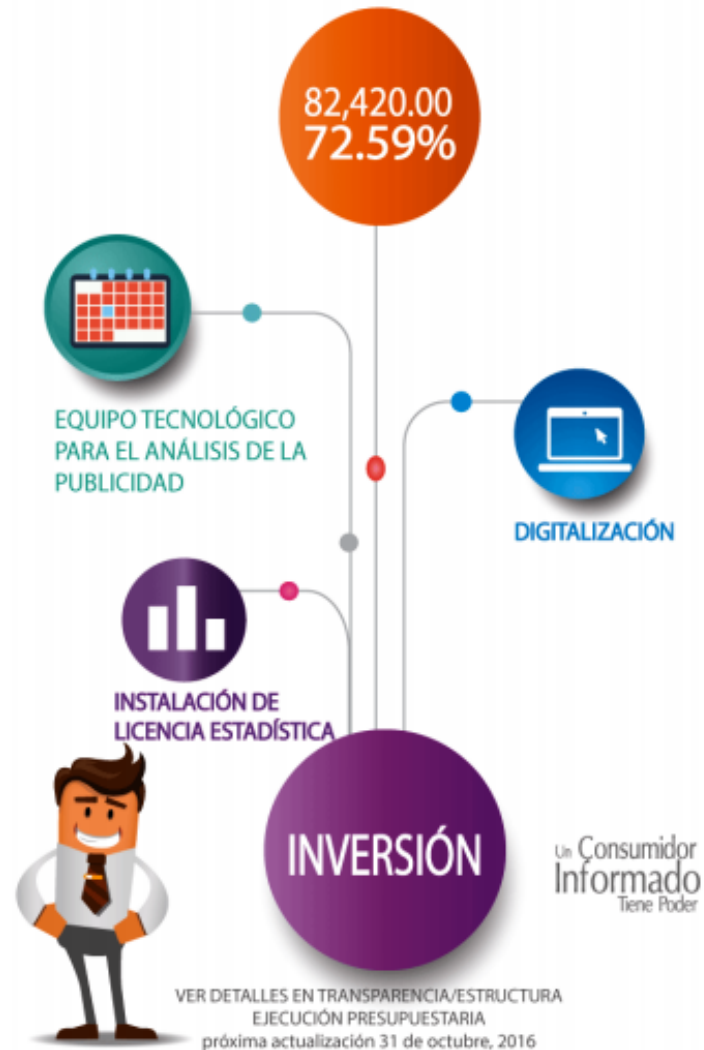 82,420.00
72.59%
EQUIPO TECNOLÓGICO
PARA EL ANÁLISIS DE LA
PUBLICIDAD
DIGITALIZACIÓN
INSTALACIÓN DE
LICENCIA ESTADÍSTICA
INVERSIÓN
Un Consumidor
Informado
Tiene Poder
VER DETALLES EN TRANSPARENCIA/ESTRUCTURA
EJECUCIÓN PRESUPUESTARIA
próxima actualización 31 de octubre, 2016